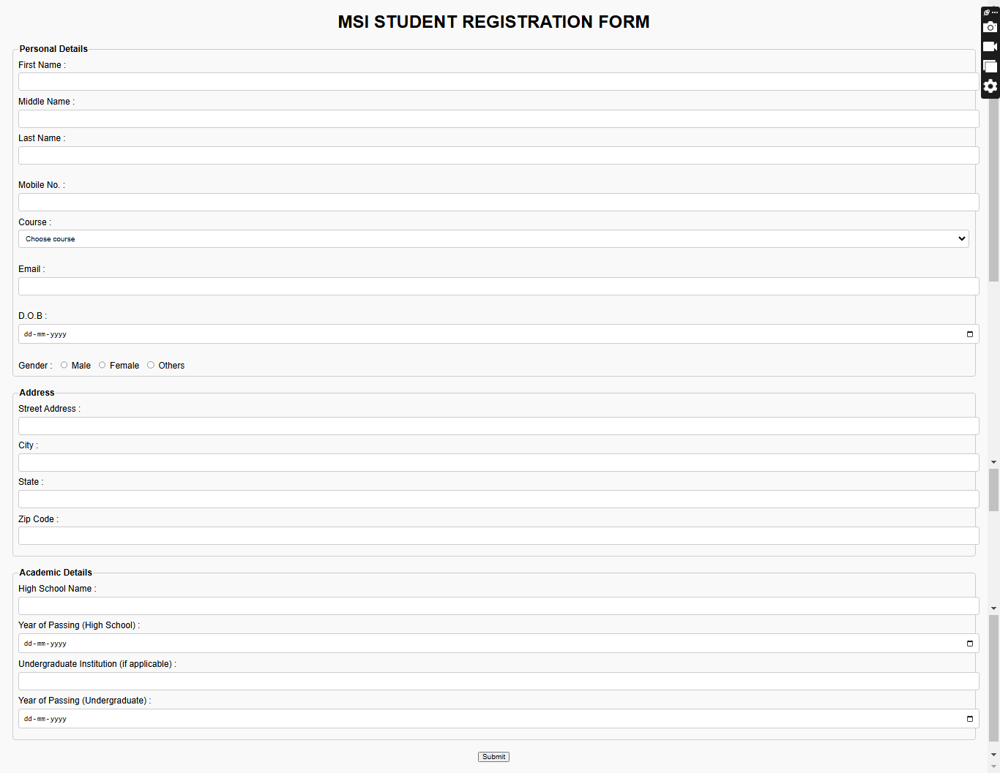 MSI STUDENT REGISTRATION FORM
Personal Details
First Name :
Middle Name :
Last Name :
Mobile No. :
Course :
Choose course
Email :
D.O.B :
dd-mm-yyyy
Gender : Male Female Others
Address
Street Address :
City :
State :
Zip Code :
Academic Details
High School Name :
Year of Passing (High School) :
dd-mm-yyyy
Undergraduate Institution (if applicable) :
Year of Passing (Undergraduate) :
dd-mm-yyyy
Submit